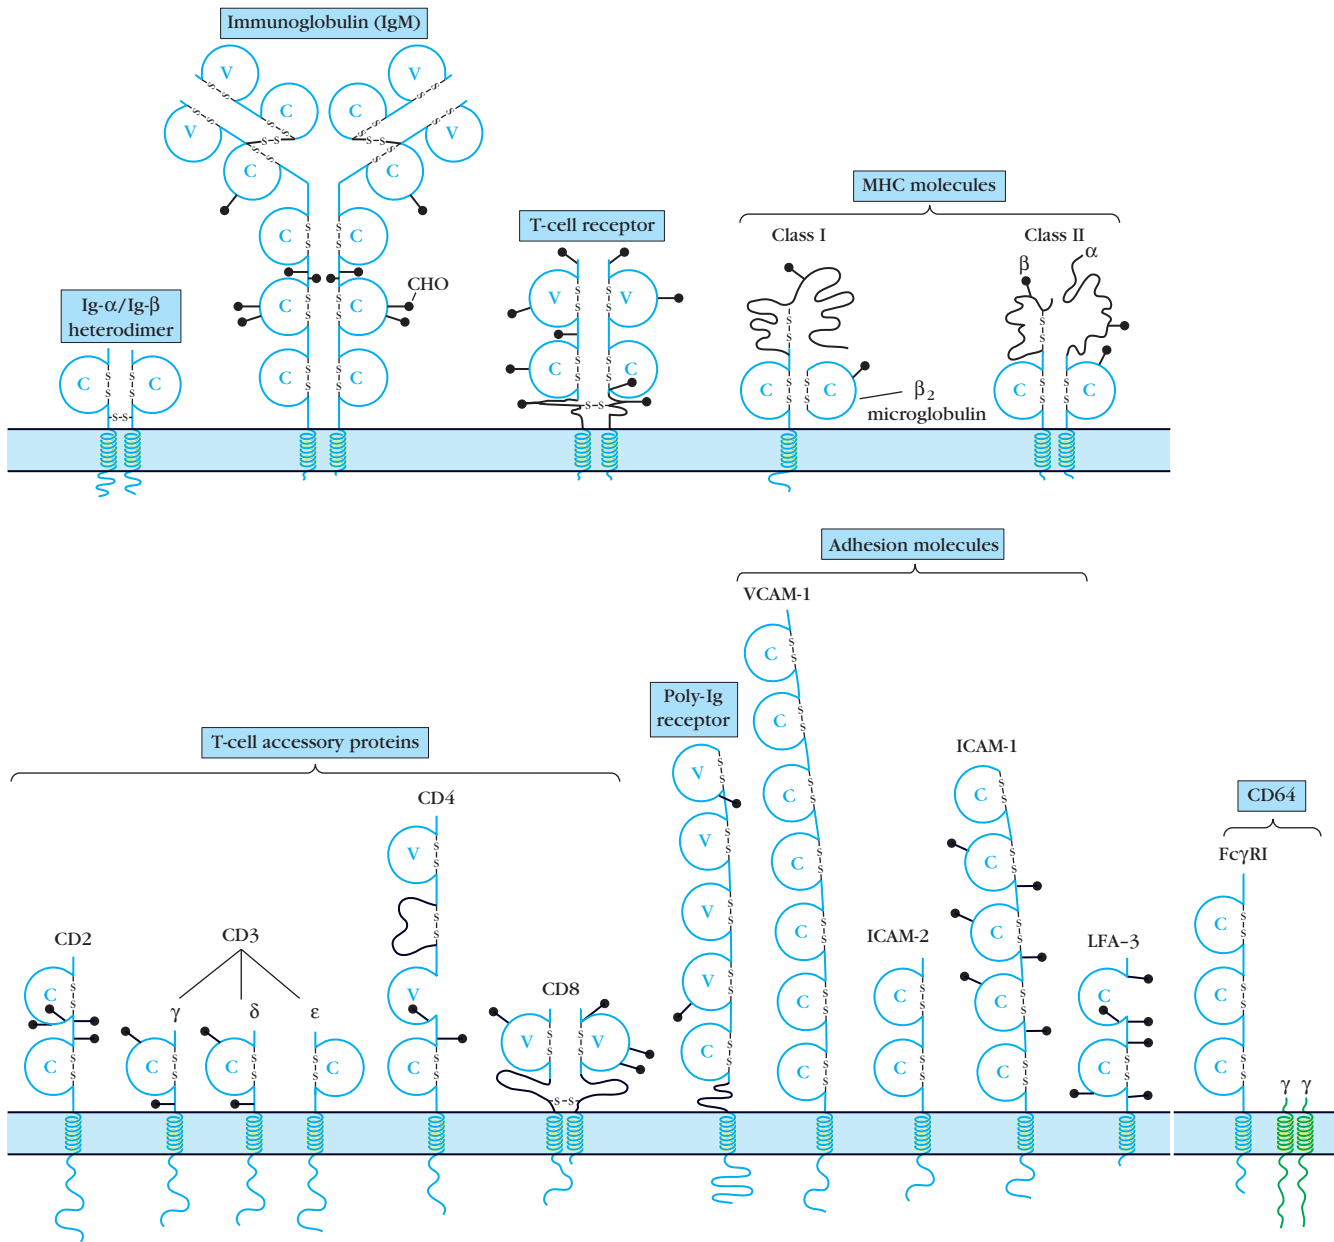 Immunoglobulin (IgM)
V
V
C
C
V
V
S-S
S-S
C
C
MHC molecules
T-cell receptor
Class I
Class II
C
C
α
β
CHO
Ig-α/Ig-β
heterodimer
V
V
C
C
C
C
C
C
C
C
C
C
C
C
C
C
β2
microglobulin
S-S
S-S
Adhesion molecules
VCAM-1
C
Poly-Ig
receptor
C
T-cell accessory proteins
ICAM-1
V
C
C
CD64
CD4
FcγRI
V
V
C
C
V
C
C
C
CD2
CD3
ICAM-2
LFA-3
C
V
V
C
C
C
C
C
CD8
γ
δ
ε
V
V
C
C
C
C
C
C
C
C
C
C
C
C
γ
γ
S-S